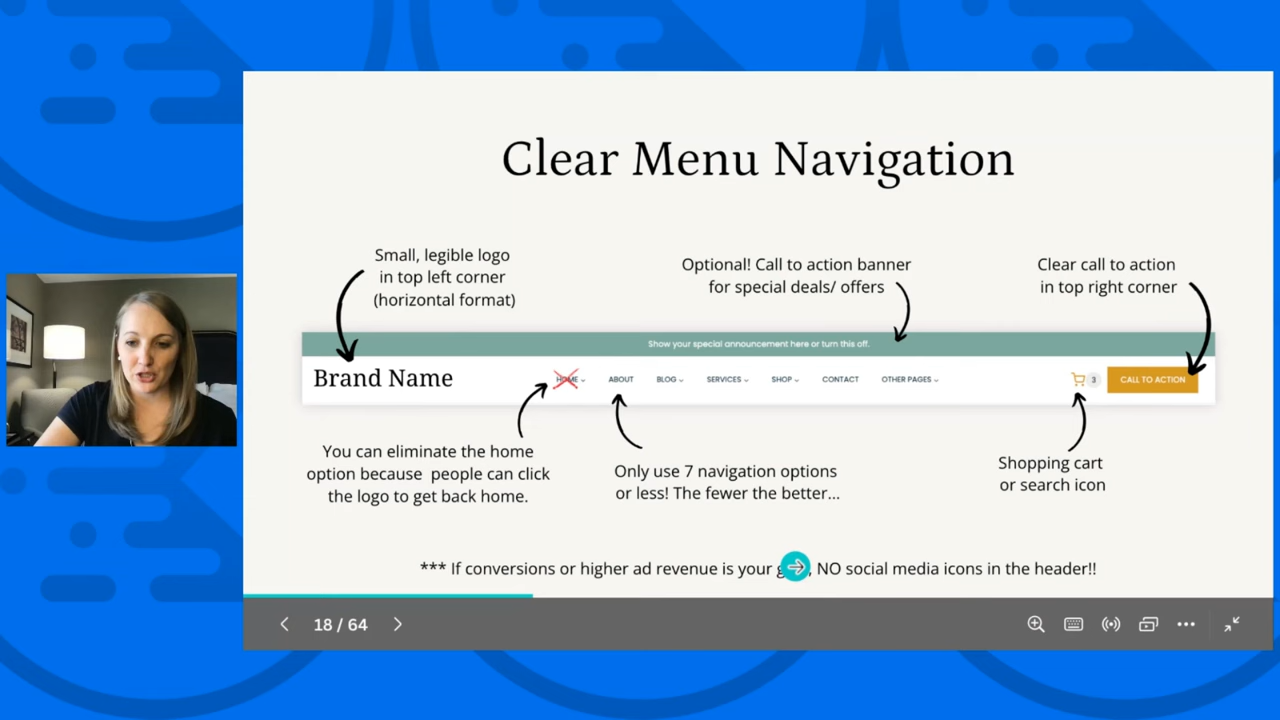 Clear Menu Navigation
Small, legible logo
in top left corner
(horizontal format)
Optional! Call to action banner
for special deals/ offers
Clear call to action
in top right corner
Show your special announcement here or turn this off.
Brand Name
HOME ABOUT BLOG SERVICES SHOP CONTACT OTHER PAGES 3 CALL TO ACTION
You can eliminate the home
option because people can click
the logo to get back home.
Only use 7 navigation options
or less! The fewer the better...
Shopping cart
or search icon
*** If conversions or higher ad revenue is your , NO social media icons in the header!!
18 / 64